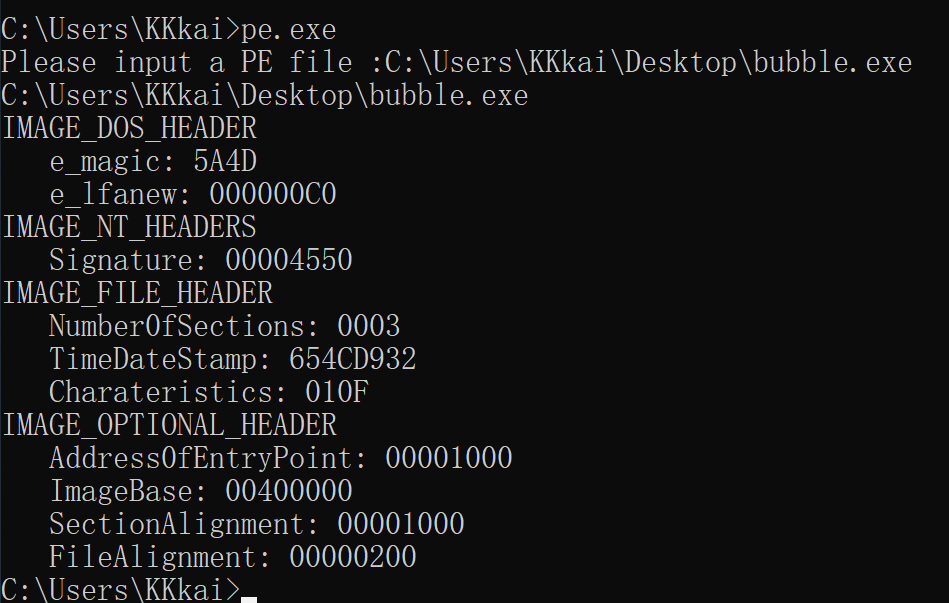 C:\Users\KKkai>pe.exe
Please input a PE file :C:\Users\KKkai\Desktop\bubble.exe
C:\Users\KKkai\Desktop\bubble.exe
IMAGE_DOS_HEADER
   e_magic: 5A4D
   e_lfanew: 000000C0
IMAGE_NT_HEADERS
   Signature: 00004550
IMAGE_FILE_HEADER
   NumberOfSections: 0003
   TimeDateStamp: 654CD932
   Charateristics: 010F
IMAGE_OPTIONAL_HEADER
   AddressOfEntryPoint: 00001000
   ImageBase: 00400000
   SectionAlignment: 00001000
   FileAlignment: 00000200
C:\Users\KKkai>